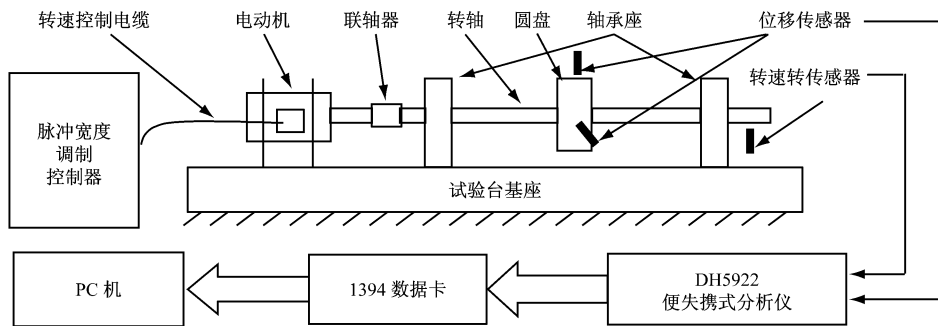 转速控制电缆
电动机
联轴器
转轴
圆盘
轴承座
位移传感器
转速转传感器
脉冲宽度
调制
控制器
试验台基座
PC 机
1394 数据卡
DH5922
便失携式分析仪